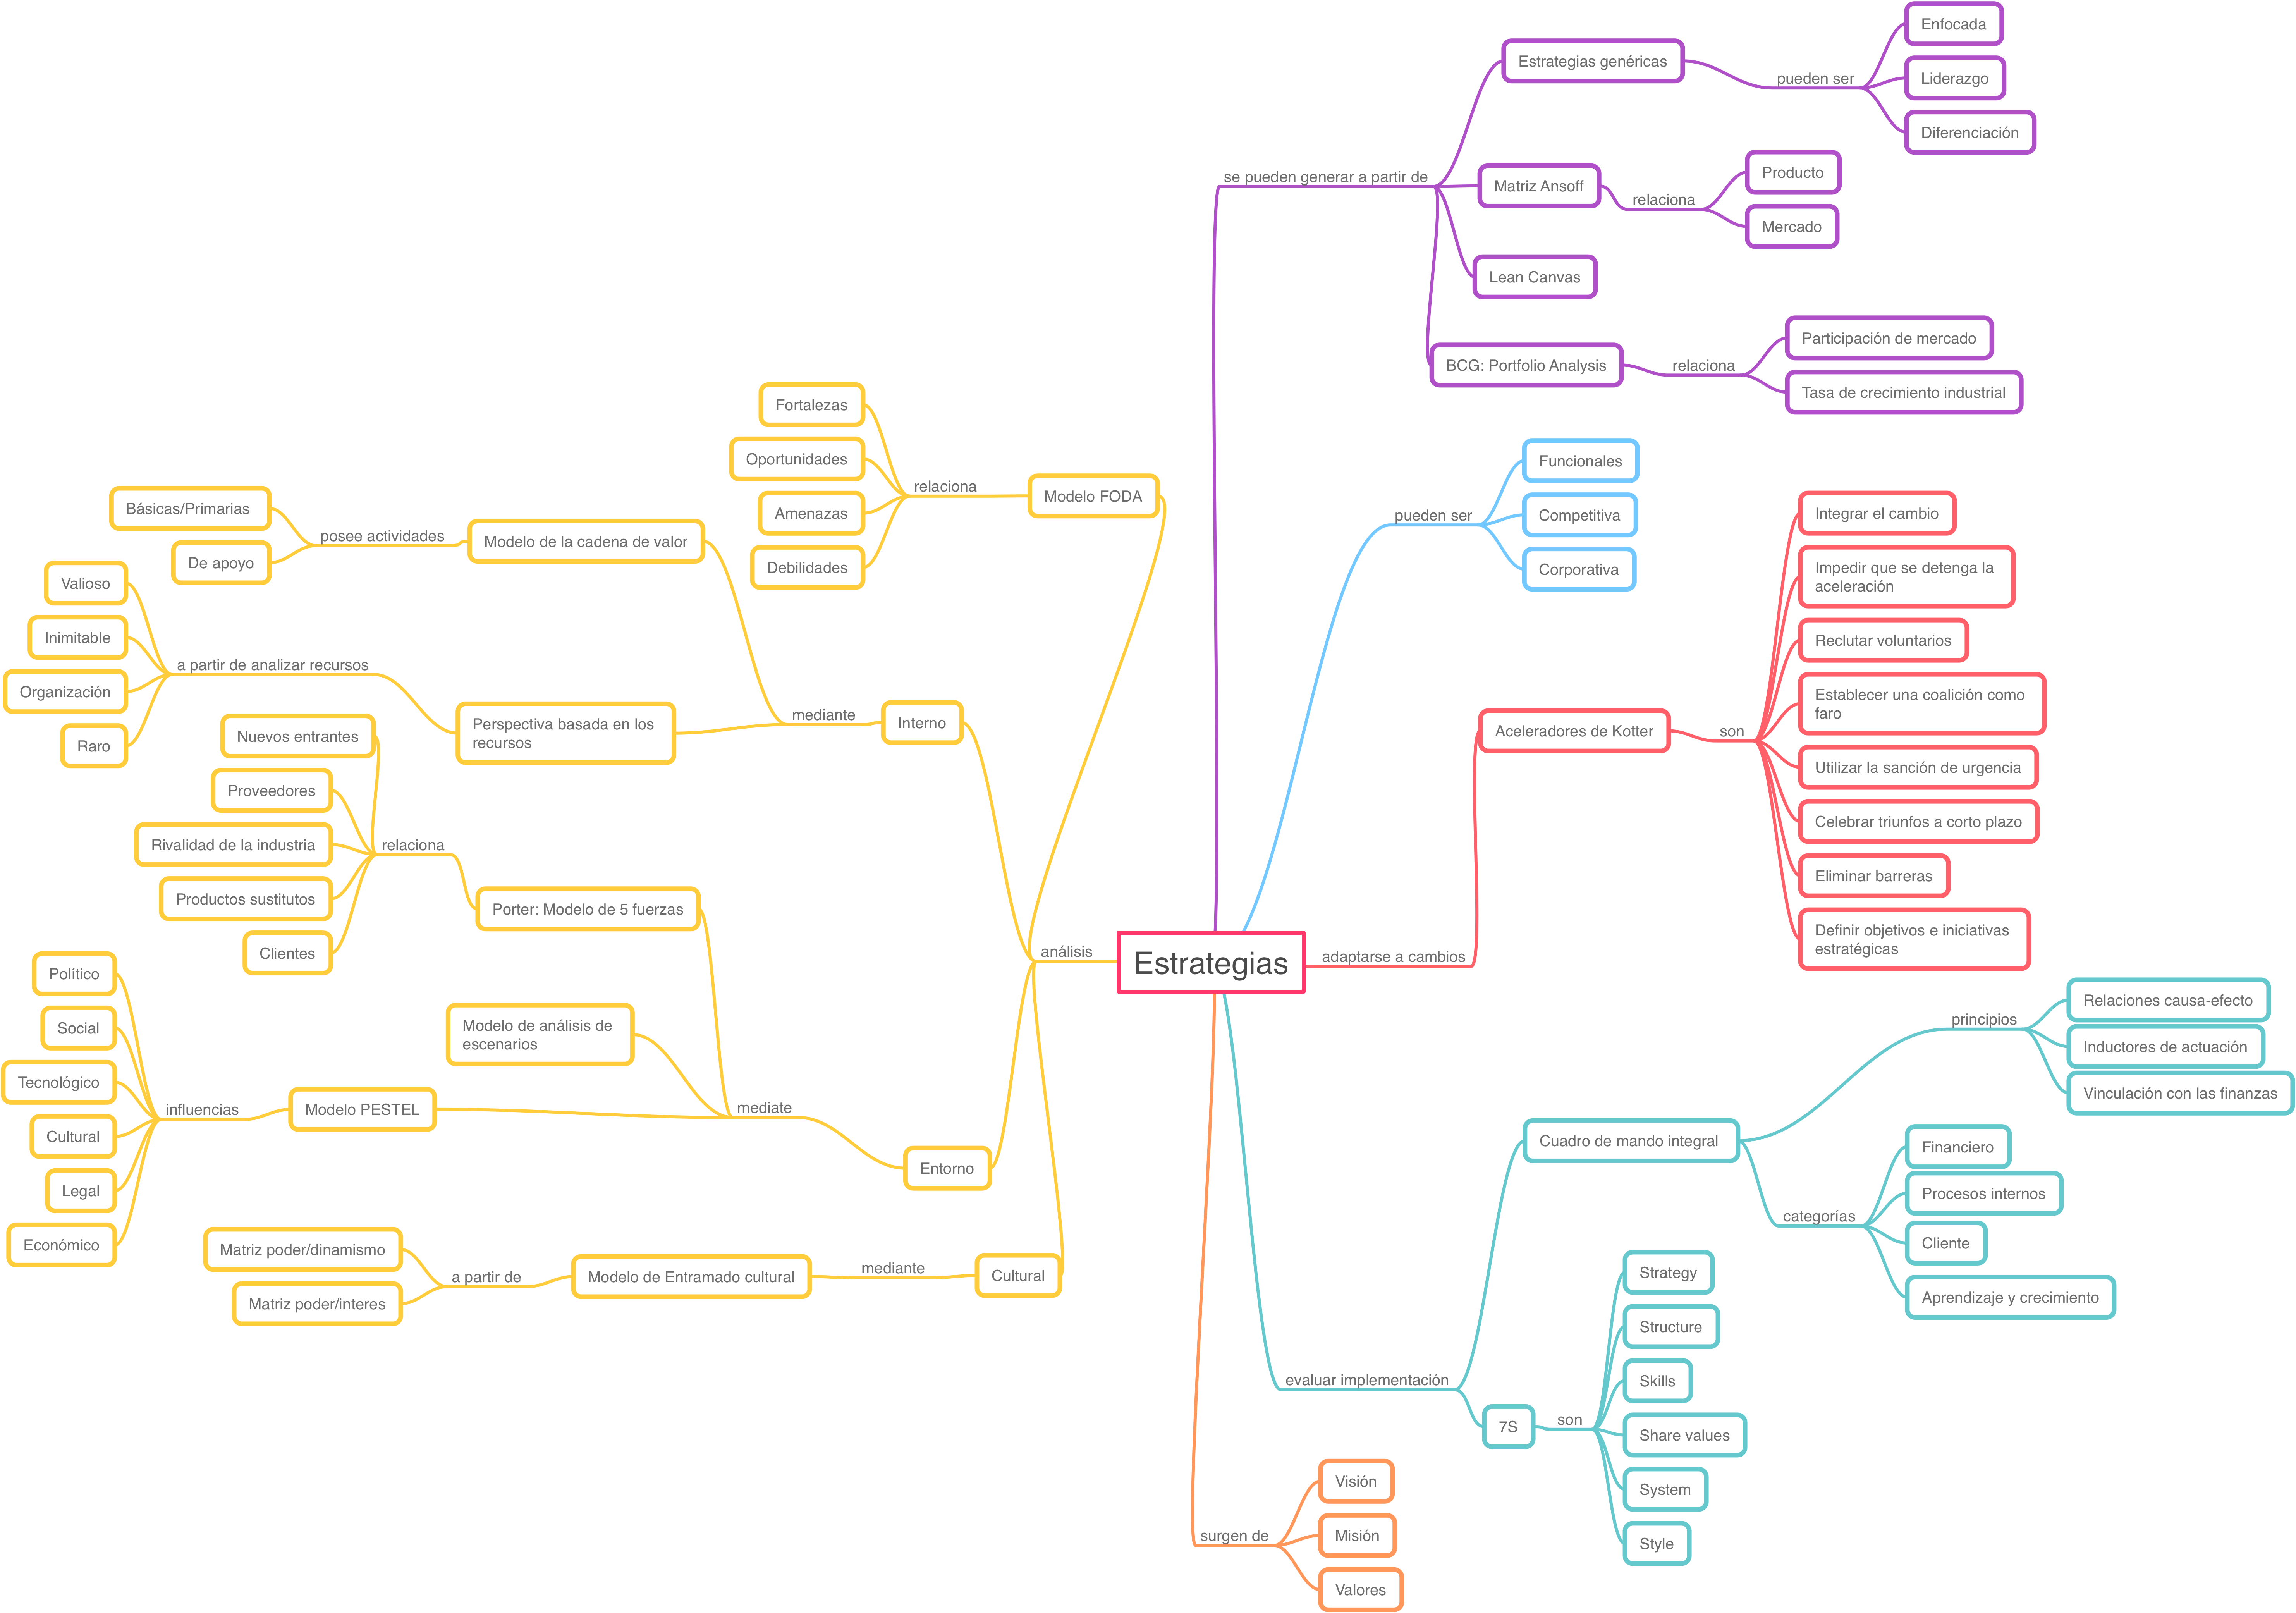 Estrategias
se pueden generar a partir de
Estrategias genéricas
pueden ser
Enfocada
Liderazgo
Diferenciación
Matriz Ansoff
relaciona
Producto
Mercado
Lean Canvas
BCG: Portfolio Analysis
relaciona
Participación de mercado
Tasa de crecimiento industrial
pueden ser
Funcionales
Competitiva
Corporativa
adaptarse a cambios
Aceleradores de Kotter
son
Integrar el cambio
Impedir que se detenga la
aceleración
Reclutar voluntarios
Establecer una coalición como
faro
Utilizar la sanción de urgencia
Celebrar triunfos a corto plazo
Eliminar barreras
Definir objetivos e iniciativas
estratégicas
evaluar implementación
Cuadro de mando integral
principios
Relaciones causa-efecto
Inductores de actuación
Vinculación con las finanzas
categorías
Financiero
Procesos internos
Cliente
Aprendizaje y crecimiento
7S
son
Strategy
Structure
Skills
Share values
System
Style
surgen de
Visión
Misión
Valores
análisis
Modelo FODA
relaciona
Fortalezas
Oportunidades
Amenazas
Debilidades
Interno
mediante
Modelo de la cadena de valor
posee actividades
Básicas/Primarias
De apoyo
Perspectiva basada en los
recursos
a partir de analizar recursos
Valioso
Inimitable
Organización
Raro
Entorno
mediate
Porter: Modelo de 5 fuerzas
relaciona
Nuevos entrantes
Proveedores
Rivalidad de la industria
Productos sustitutos
Clientes
Modelo de análisis de
escenarios
Modelo PESTEL
influencias
Político
Social
Tecnológico
Cultural
Legal
Económico
Cultural
mediante
Modelo de Entramado cultural
a partir de
Matriz poder/dinamismo
Matriz poder/interes